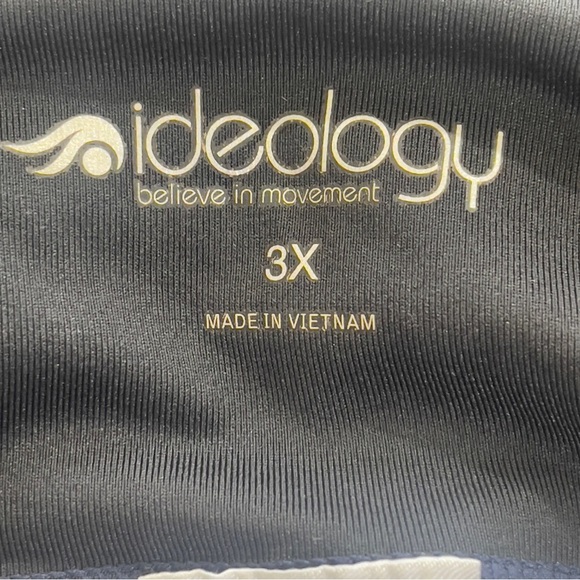 ideology
believe in movement
3X
MADE IN VIETNAM